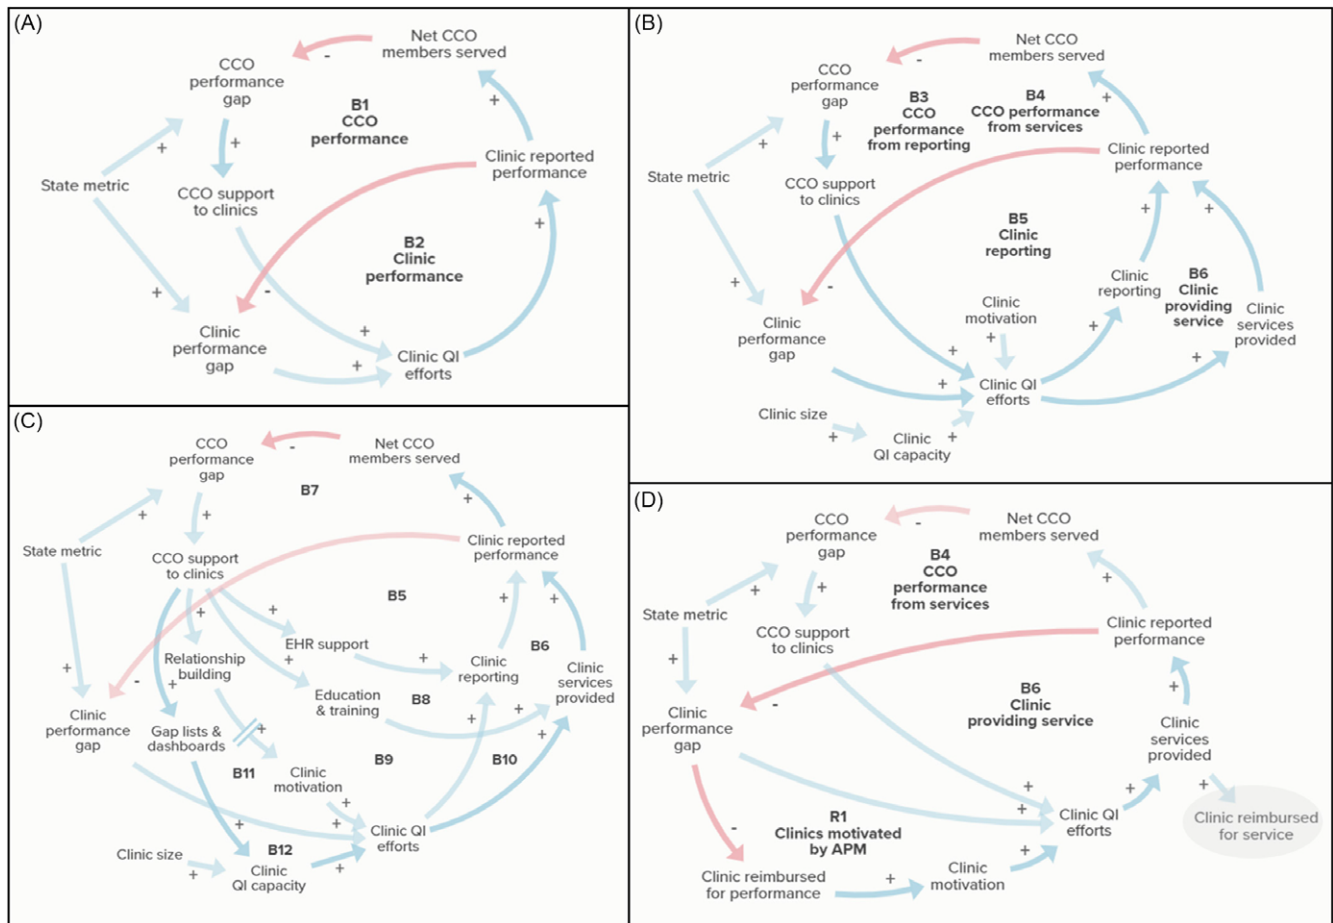 (A)
Net CCO
members served
-
CCO
performance
gap
B1
CCO
performance
+
+
+
Clinic reported
performance
State metric
CCO support
to clinics
+
B2
Clinic
performance
+
-
Clinic
performance
gap
+
+
Clinic QI
efforts
(B)
Net CCO
members served
-
CCO
performance
gap
B3
CCO
performance
from reporting
B4
CCO performance
from services
+
+
+
Clinic reported
performance
State metric
CCO support
to clinics
+
+
B5
Clinic
reporting
Clinic
reporting
B6
Clinic
providing
service
+
-
Clinic
motivation
Clinic
services
provided
Clinic
performance
gap
+
+
+
+
+
Clinic QI
efforts
Clinic size
+
+
Clinic
QI capacity
(C)
CCO
performance
gap
-
Net CCO
members served
B7
+
+
+
State metric
CCO support
to clinics
Clinic reported
performance
B5
+
+
+
+
EHR support
B6
Relationship
building
+
+
Clinic
reporting
Clinic
services
provided
+
-
+
Education
& training
B8
+
+
Clinic
performance
gap
Gap lists &
dashboards
+
+
B9
B10
B11
Clinic
motivation
+
+
+
Clinic QI
efforts
Clinic size
B12
+
+
Clinic
QI capacity
(D)
CCO
performance
gap
-
Net CCO
members served
B4
CCO
performance
from services
+
+
+
State metric
CCO support
to clinics
Clinic reported
performance
+
B6
Clinic
providing service
+
-
Clinic
performance
gap
Clinic
services
provided
+
+
+
+
Clinic QI
efforts
Clinic reimbursed
for service
-
R1
Clinics motivated
by APM
+
Clinic reimbursed
for performance
+
Clinic
motivation